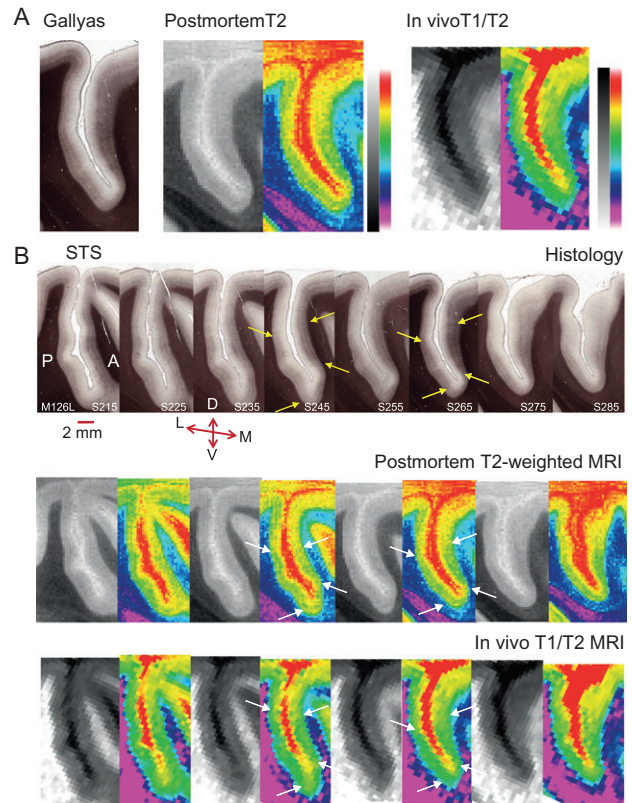 A
Gallyas
PostmortemT2
In vivoT1/T2
B
STS
Histology
P
A
M126L
S215
S225
S235
S245
S255
S265
S275
S285
2 mm
D
L
M
V
Postmortem T2-weighted MRI
In vivo T1/T2 MRI